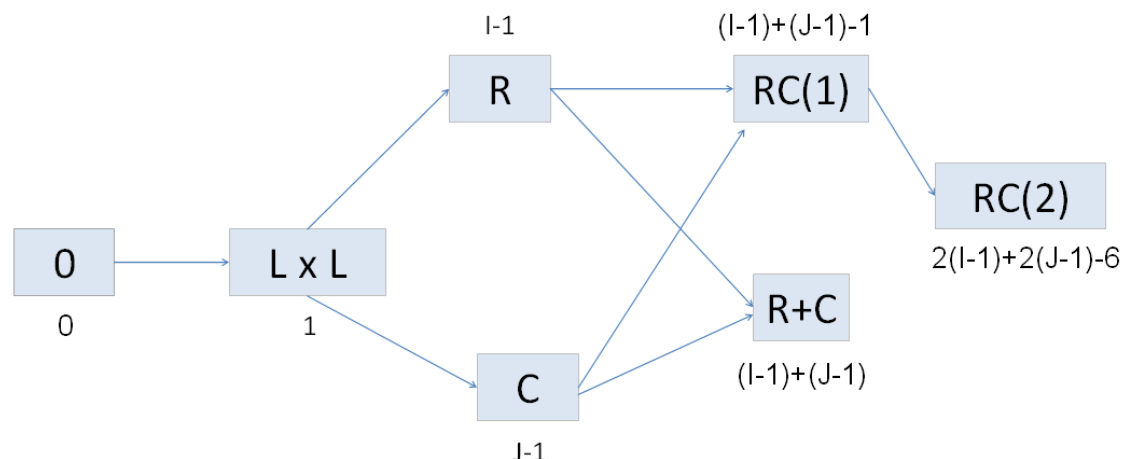 I-1
(I-1)+(J-1)-1
R
RC(1)
RC(2)
2(I-1)+2(J-1)-6
0
0
L x L
1
R+C
(I-1)+(J-1)
C
J-1